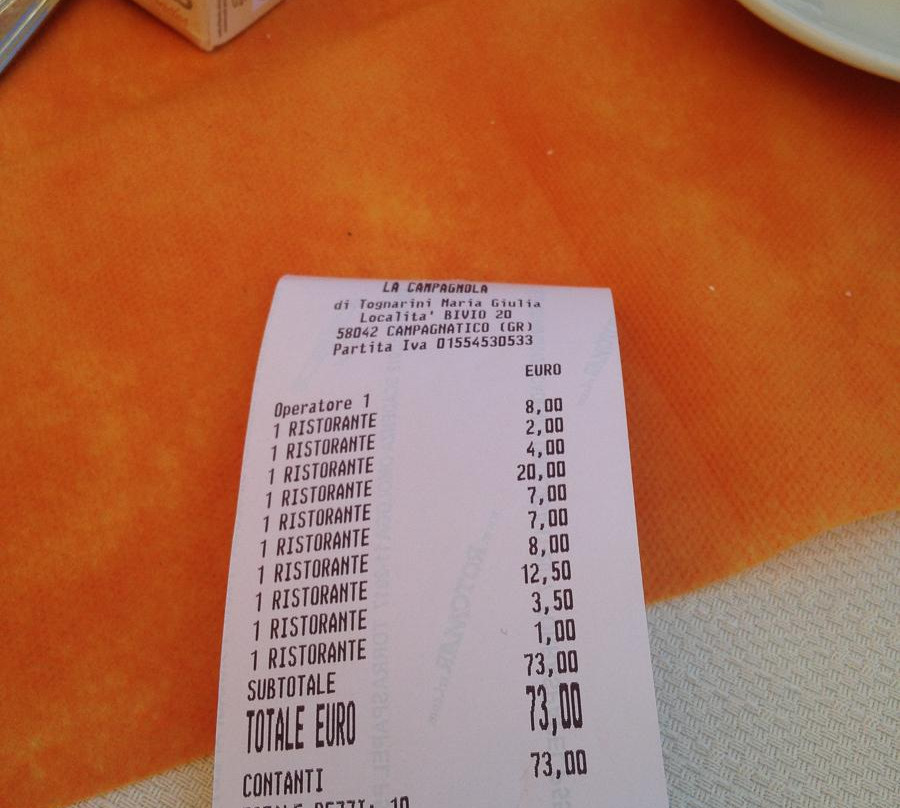 LA CAMPAGNOLA
di Tognarini Maria Giulia
Localita' BIVIO 20
58042 CAMPAGNATICO (GR)
Partita Iva 01554530533
EURO
Operatore 1
1 RISTORANTE 8,00
1 RISTORANTE 2,00
1 RISTORANTE 4,00
1 RISTORANTE 20,00
1 RISTORANTE 7,00
1 RISTORANTE 7,00
1 RISTORANTE 8,00
1 RISTORANTE 12,50
1 RISTORANTE 3,50
1 RISTORANTE 1,00
SUBTOTALE 73,00
TOTALE EURO 73,00
CONTANTI 73,00
TOTALE PEZZI: 10